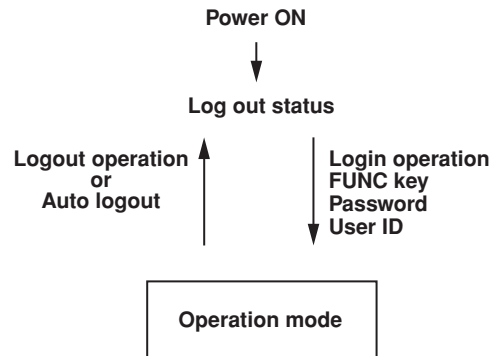 Power ON
Log out status
Logout operation
or
Auto logout
Login operation
FUNC key
Password
User ID
Operation mode